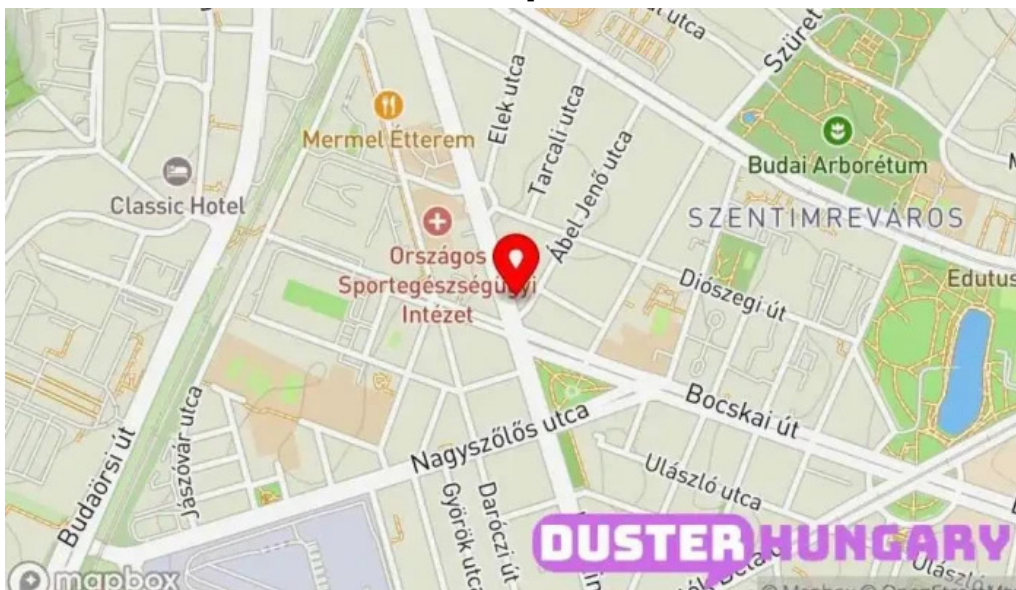 Szüret
Elek utca
Tarcali utca
Mermel Étterem
Budai Arborétum
Classic Hotel
Ábel Jenő utca
SZENTIMREVÁROS
Országos
Sportegészségügyi
Intézet
Diószegi út
Edutus
Bocskai út
Nagyszőlős utca
Jászóvár utca
Budaörsi út
Ulászló utca
Györök utca
Daróczi út
DUSTER HUNGARY
mapbox
© Mapbox © OpenStreetMa